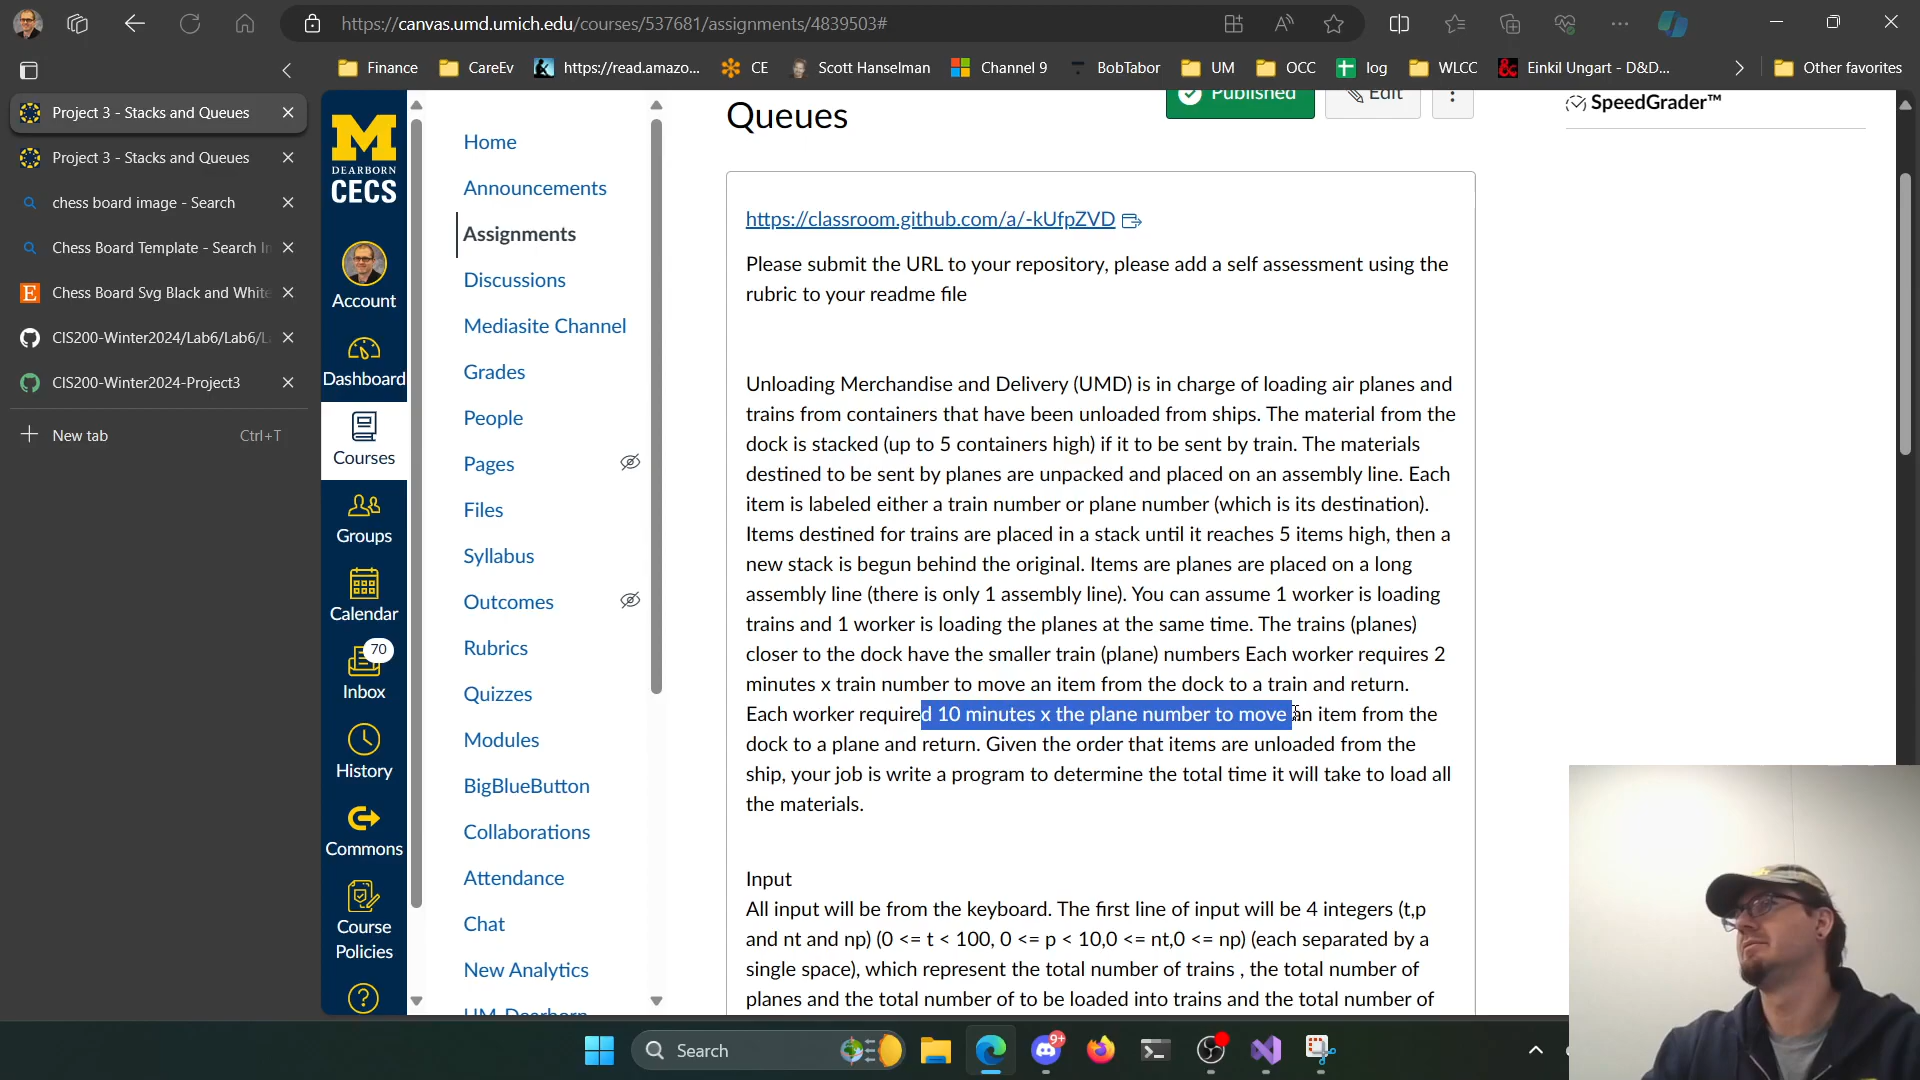 https://canvas.umd.umich.edu/courses/537681/assignments/4839503#
Finance
CareEv
https://read.amazo...
CE
Scott Hanselman
Channel 9
BobTabor
UM
OCC
log
WLCC
Einkil Ungart - D&D...
Other favorites
Project 3 - Stacks and Queues
Project 3 - Stacks and Queues
chess board image - Search
Chess Board Template - Search In
Chess Board Svg Black and White
CIS200-Winter2024/Lab6/Lab6/L
CIS200-Winter2024-Project3
New tab
Ctrl+T
M
DEARBORN
CECS
Account
Dashboard
Courses
Groups
Calendar
70
Inbox
History
Commons
Course
Policies
Home
Announcements
Assignments
Discussions
Mediasite Channel
Grades
People
Pages
Files
Syllabus
Outcomes
Rubrics
Quizzes
Modules
BigBlueButton
Collaborations
Attendance
Chat
New Analytics
UM-Dearborn
Queues
Published
Edit
SpeedGrader™
https://classroom.github.com/a/-kUfpZVD
Please submit the URL to your repository, please add a self assessment using the
rubric to your readme file
Unloading Merchandise and Delivery (UMD) is in charge of loading air planes and
trains from containers that have been unloaded from ships. The material from the
dock is stacked (up to 5 containers high) if it to be sent by train. The materials
destined to be sent by planes are unpacked and placed on an assembly line. Each
item is labeled either a train number or plane number (which is its destination).
Items destined for trains are placed in a stack until it reaches 5 items high, then a
new stack is begun behind the original. Items are planes are placed on a long
assembly line (there is only 1 assembly line). You can assume 1 worker is loading
trains and 1 worker is loading the planes at the same time. The trains (planes)
closer to the dock have the smaller train (plane) numbers Each worker requires 2
minutes x train number to move an item from the dock to a train and return.
Each worker required 10 minutes x the plane number to move an item from the
dock to a plane and return. Given the order that items are unloaded from the
ship, your job is write a program to determine the total time it will take to load all
the materials.
Input
All input will be from the keyboard. The first line of input will be 4 integers (t,p
and nt and np) (0 <= t < 100, 0 <= p < 10,0 <= nt,0 <= np) (each separated by a
single space), which represent the total number of trains , the total number of
planes and the total number of to be loaded into trains and the total number of
Search
9+